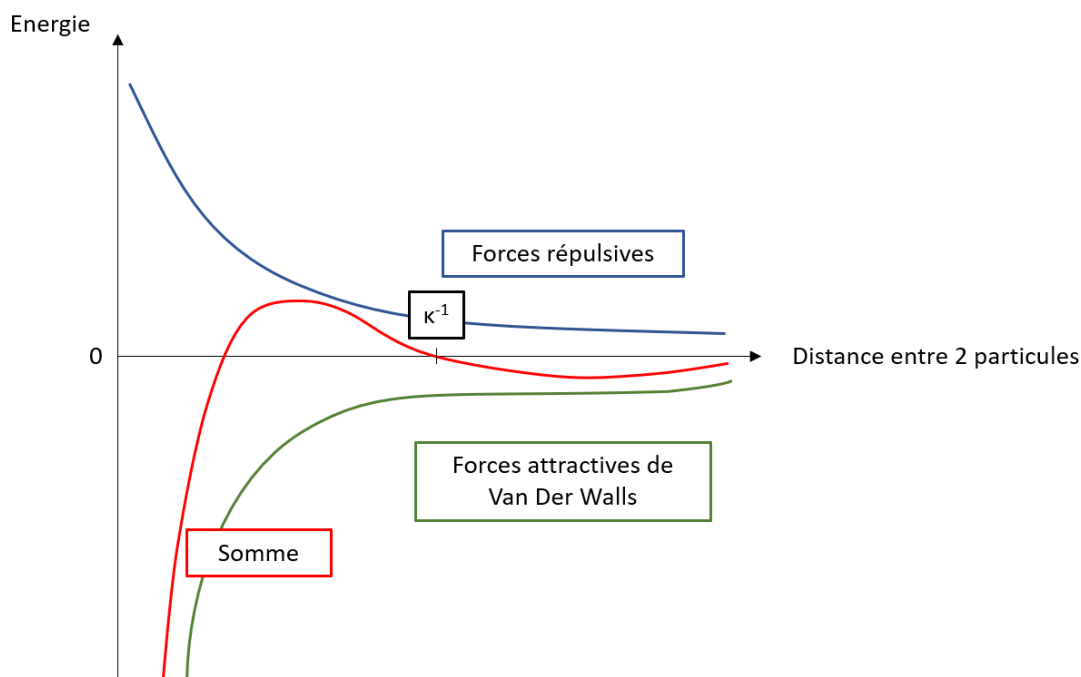 Energie
Forces répulsives
κ-1
0
Distance entre 2 particules
Forces attractives de
Van Der Walls
Somme